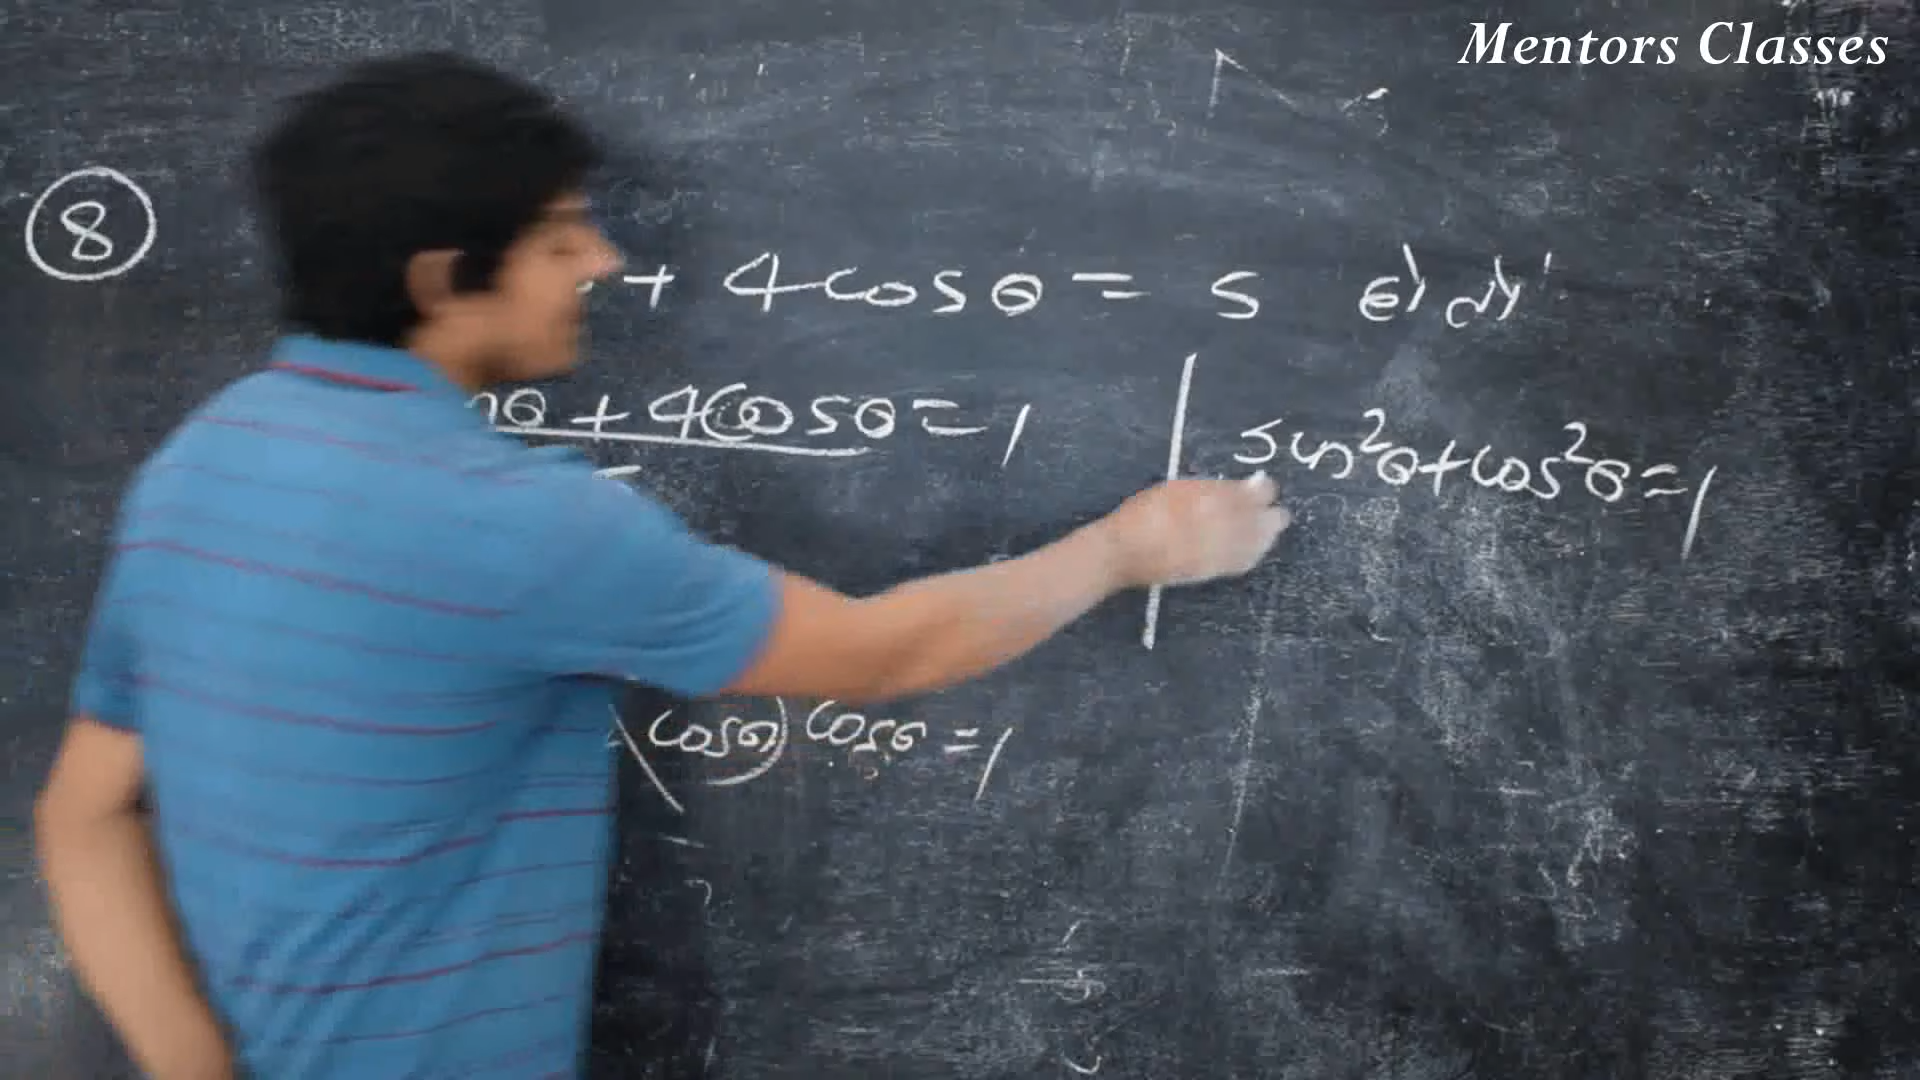 Mentors Classes
8
+ 4cosθ = 5 हो तो
nθ + 4cosθ = 1
sin²θ + cos²θ = 1
cosθ) cosθ = 1